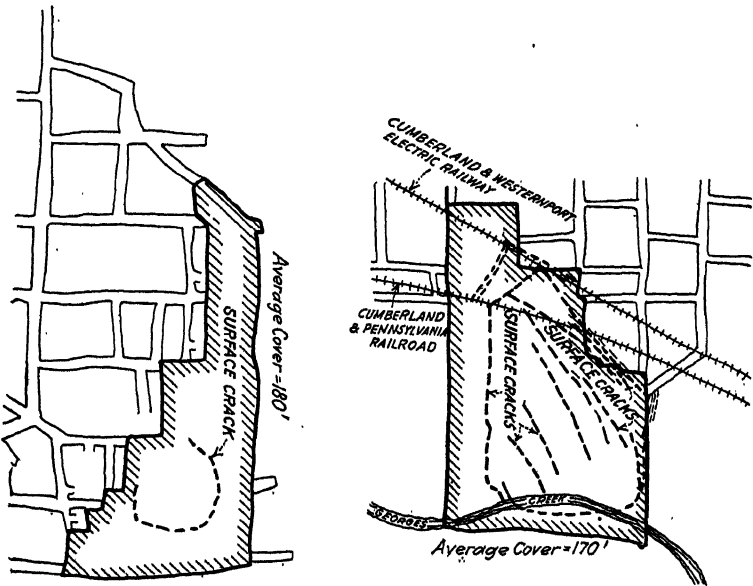 Average Cover=180'
SURFACE CRACK
CUMBERLAND & WESTERNPORT
ELECTRIC RAILWAY
CUMBERLAND
& PENNSYLVANIA
RAILROAD
SURFACE CRACKS
SURFACE CRACKS
GEORGES CREEK
Average Cover=170'